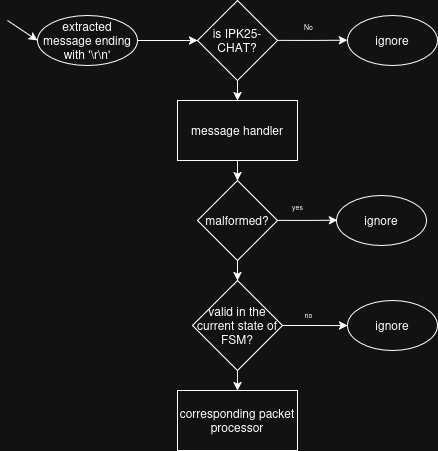 extracted
message ending
with '\r\n'
is IPK25-
CHAT?
No
ignore
message handler
malformed?
yes
ignore
valid in the
current state of
FSM?
no
ignore
corresponding packet
processor